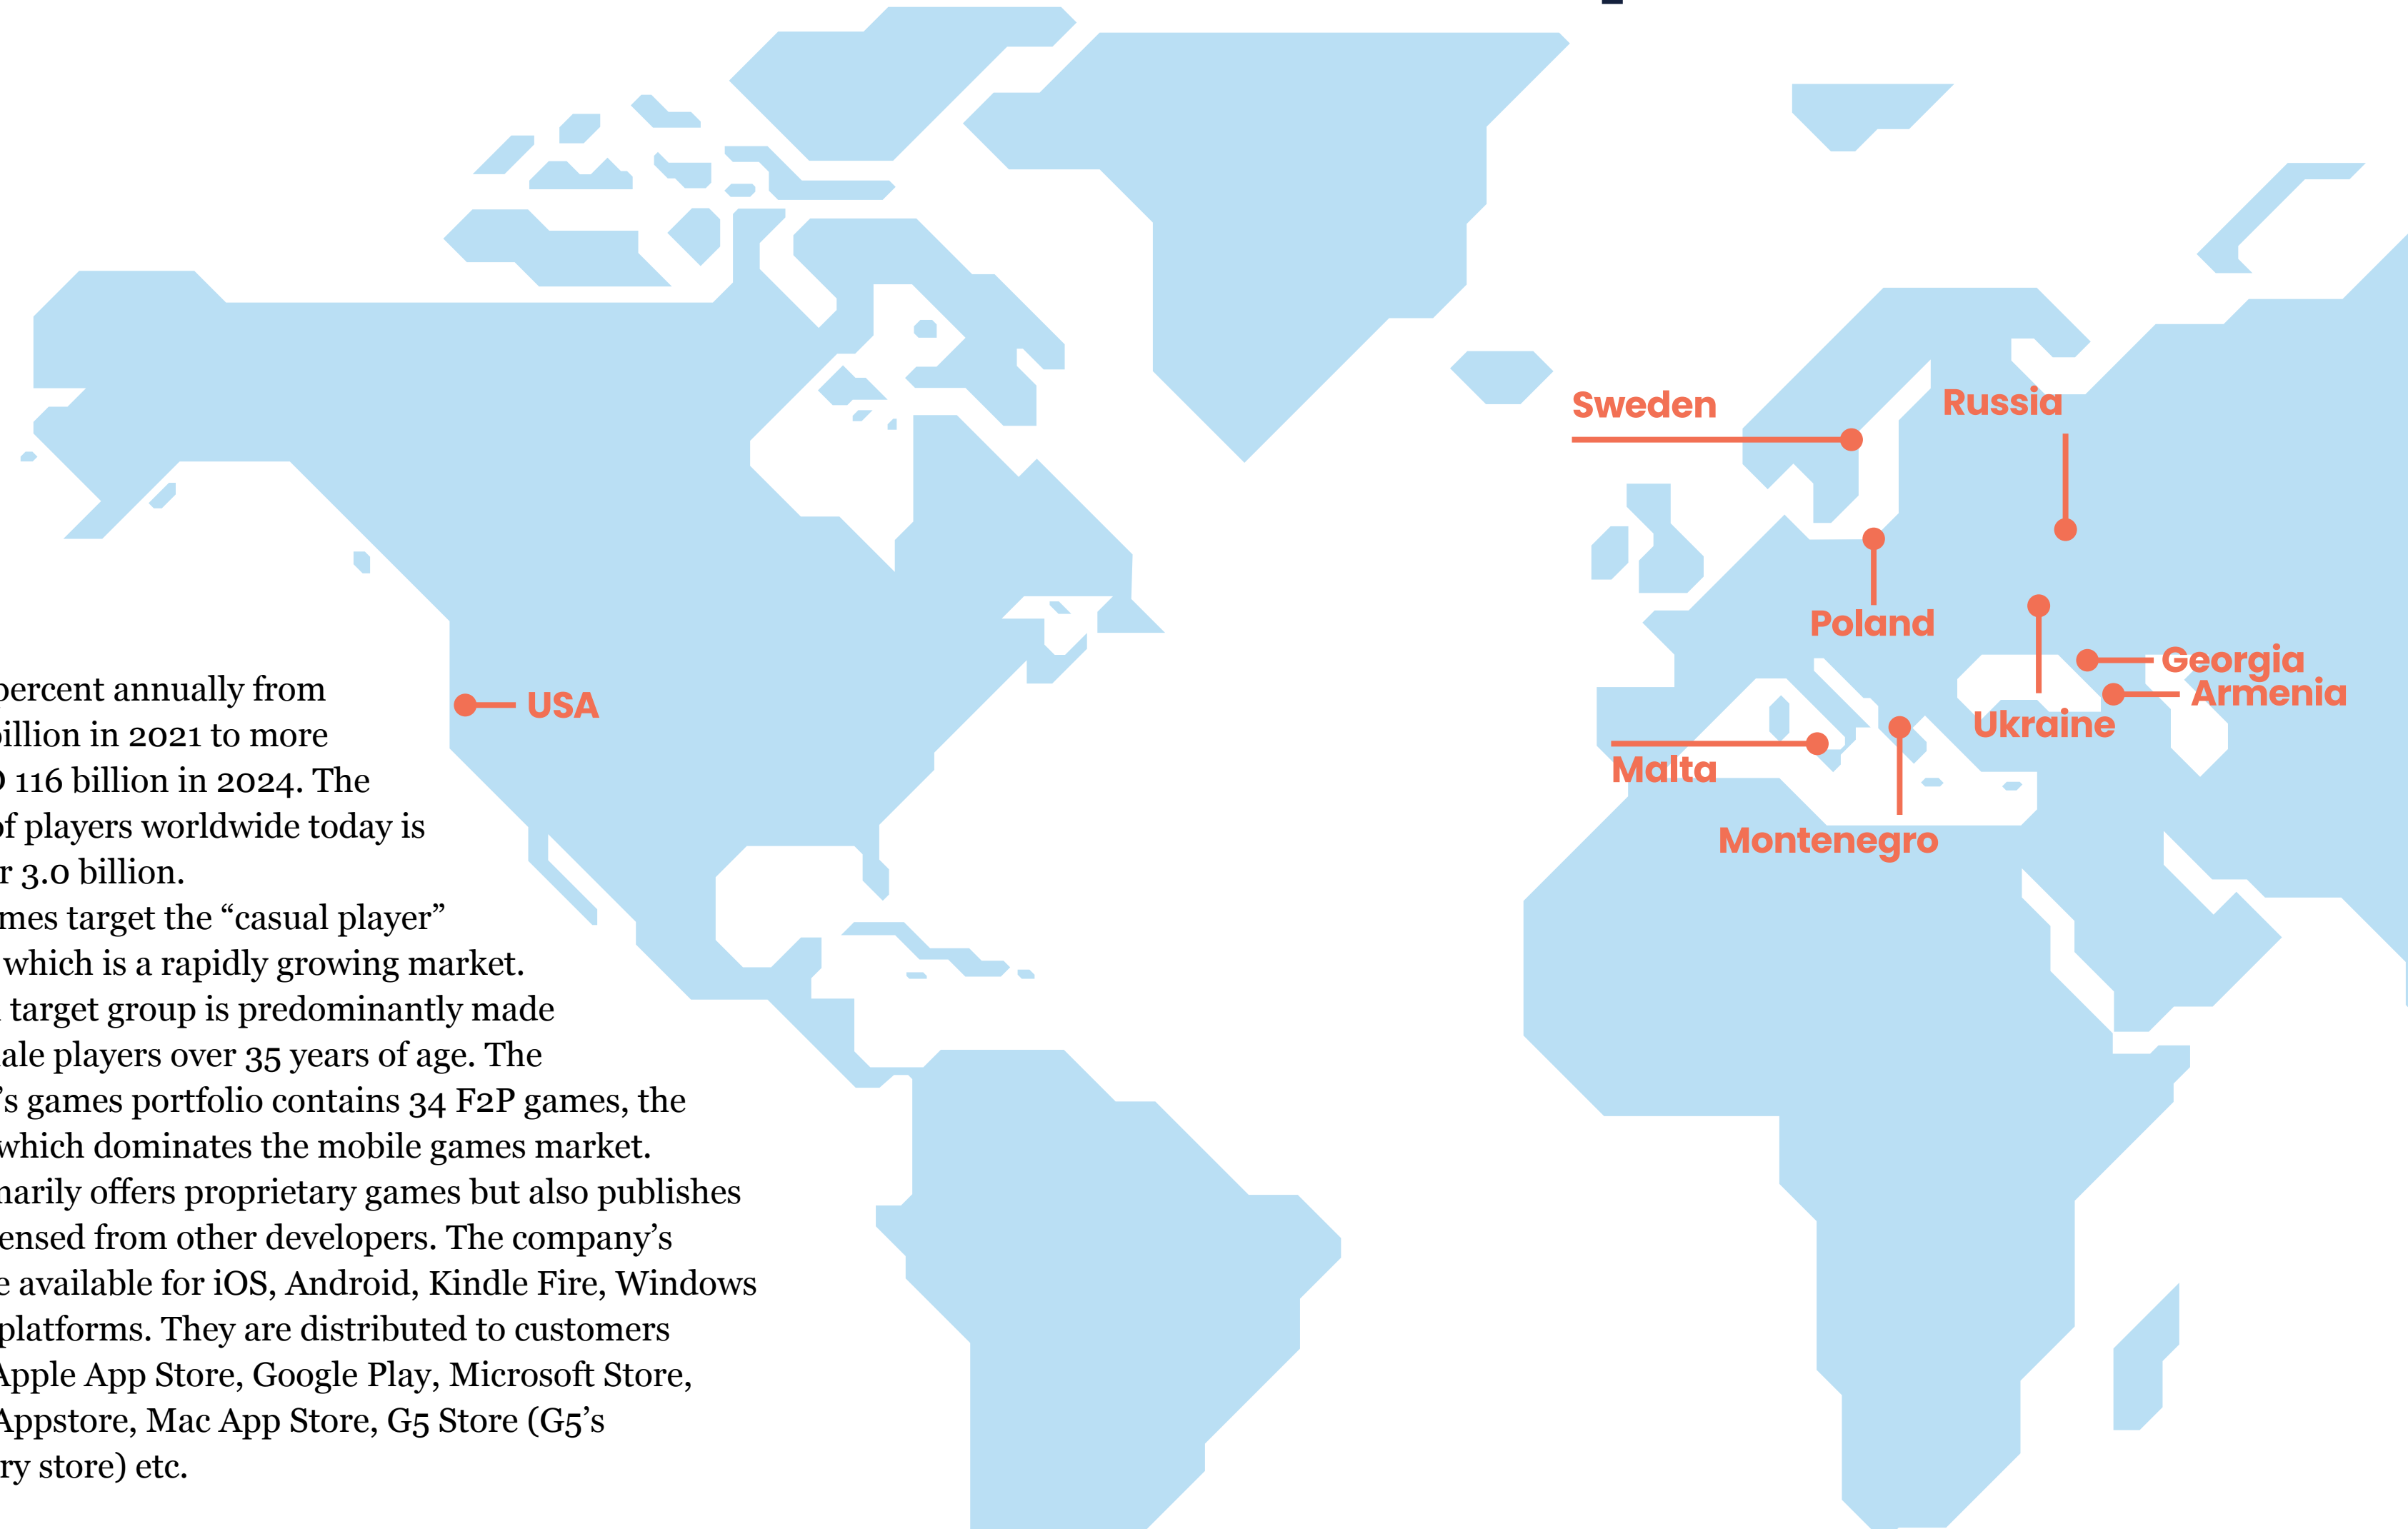 percent annually from
billion in 2021 to more
116 billion in 2024. The
of players worldwide today is
r 3.0 billion.
mes target the “casual player”
which is a rapidly growing market.
target group is predominantly made
ale players over 35 years of age. The
’s games portfolio contains 34 F2P games, the
which dominates the mobile games market.
narily offers proprietary games but also publishes
ensed from other developers. The company’s
e available for iOS, Android, Kindle Fire, Windows
platforms. They are distributed to customers
Apple App Store, Google Play, Microsoft Store,
Appstore, Mac App Store, G5 Store (G5’s
ry store) etc.
USA
Sweden
Russia
Poland
Georgia
Armenia
Ukraine
Malta
Montenegro